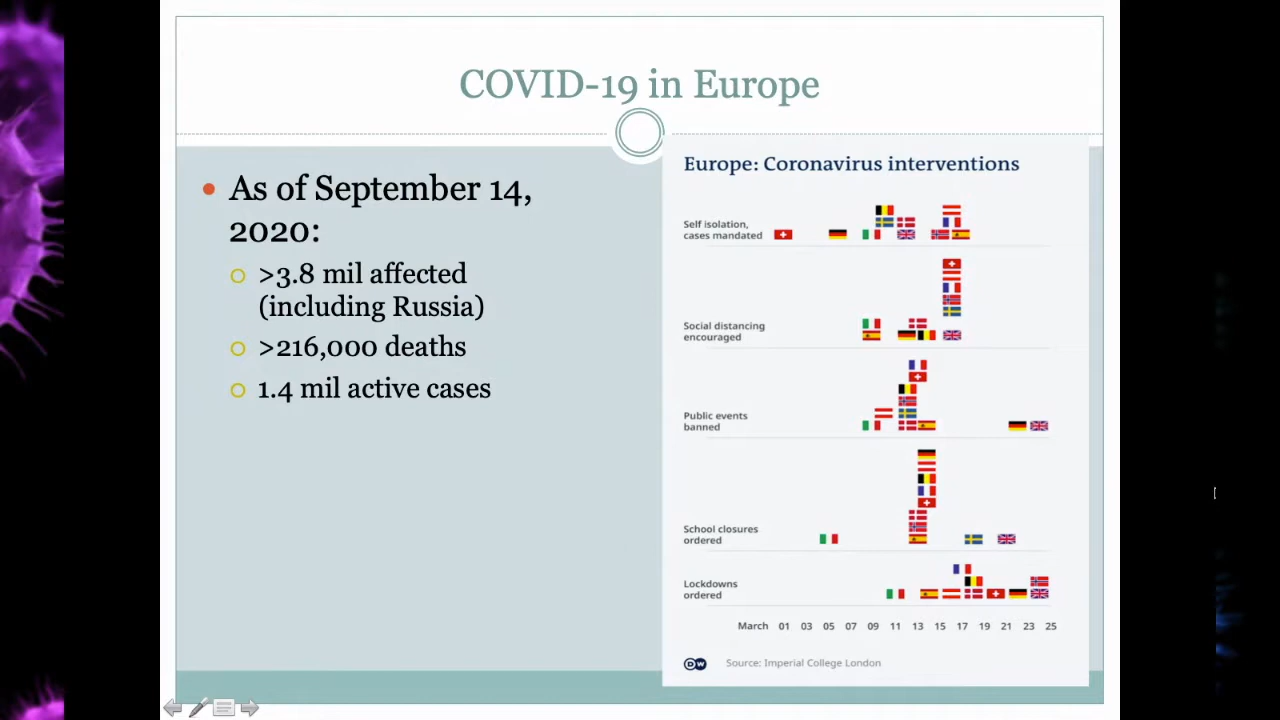 COVID-19 in Europe
• As of September 14,
2020:
>3.8 mil affected
(including Russia)
>216,000 deaths
1.4 mil active cases
Europe: Coronavirus interventions
Self isolation,
cases mandated
Social distancing
encouraged
Public events
banned
School closures
ordered
Lockdowns
ordered
March 01 03 05 07 09 11 13 15 17 19 21 23 25
DW Source: Imperial College London